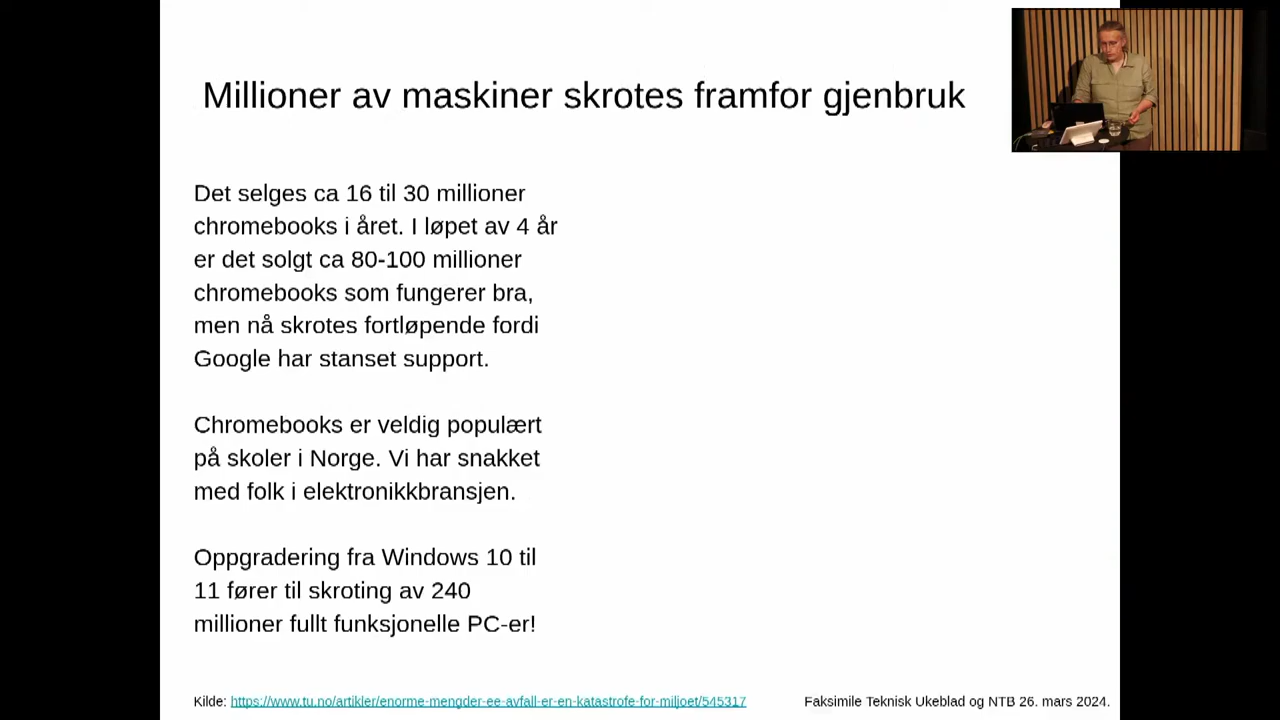 Millioner av maskiner skrotes framfor gjenbruk
Det selges ca 16 til 30 millioner
chromebooks i året. I løpet av 4 år
er det solgt ca 80-100 millioner
chromebooks som fungerer bra,
men nå skrotes fortløpende fordi
Google har stanset support.
Chromebooks er veldig populært
på skoler i Norge. Vi har snakket
med folk i elektronikkbransjen.
Oppgradering fra Windows 10 til
11 fører til skroting av 240
millioner fullt funksjonelle PC-er!
Kilde: https://www.tu.no/artikler/enorme-mengder-ee-avfall-er-en-katastrofe-for-miljoet/545317
Faksimile Teknisk Ukeblad og NTB 26. mars 2024.